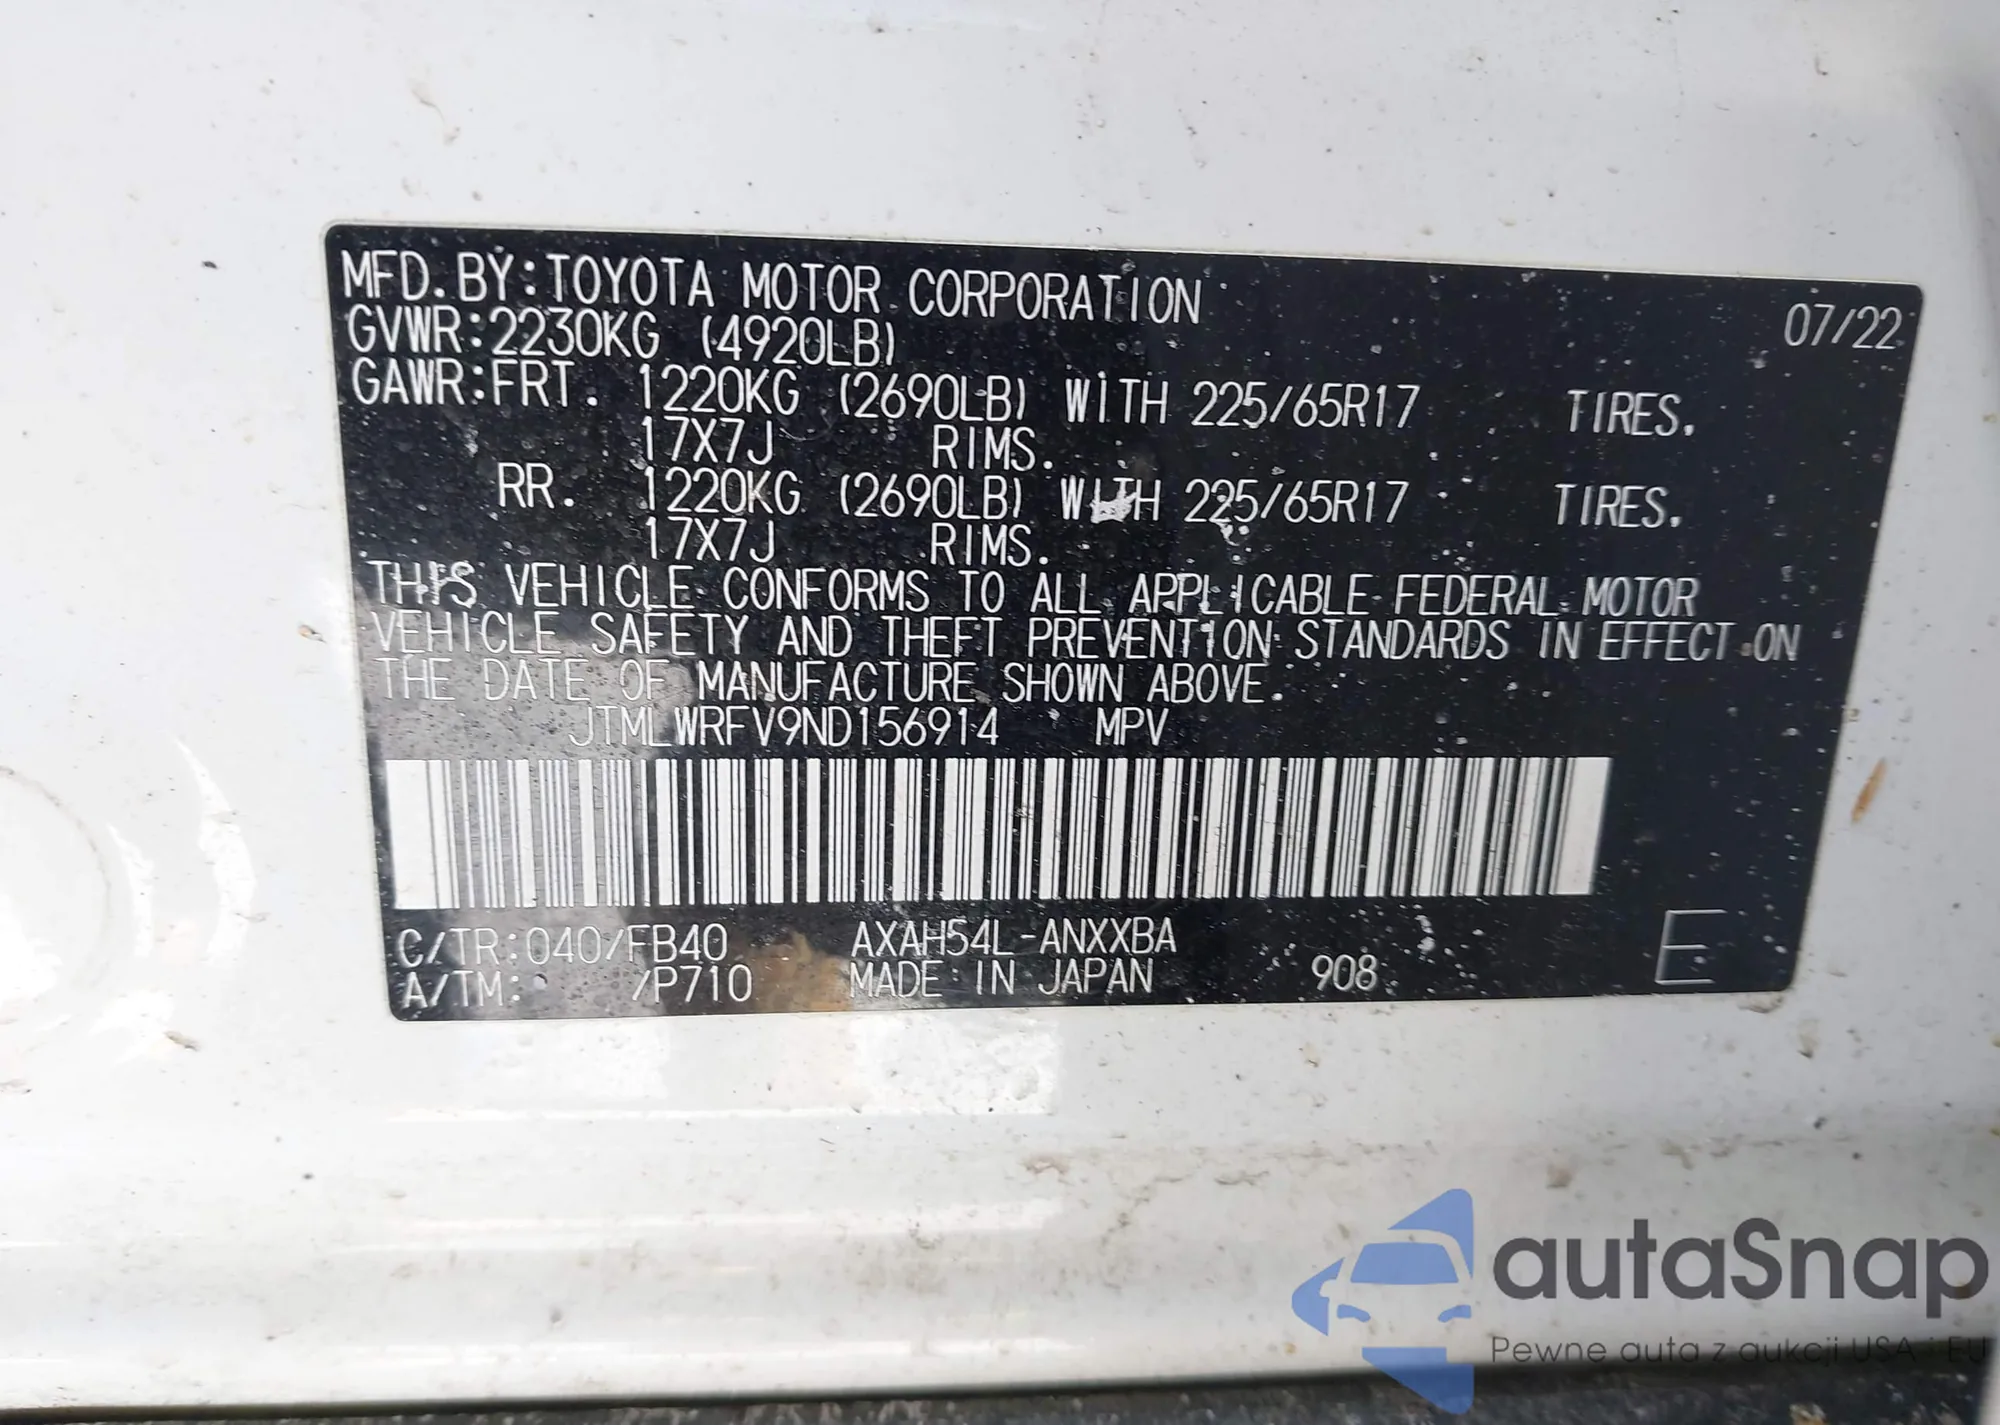 MFD. BY: TOYOTA MOTOR CORPORATION 07/22
GVWR: 2230KG (4920LB)
GAWR: FRT. 1220KG (2690LB) WITH 225/65R17 TIRES.
17X7J RIMS.
RR. 1220KG (2690LB) WITH 225/65R17 TIRES.
17X7J RIMS.
THIS VEHICLE CONFORMS TO ALL APPLICABLE FEDERAL MOTOR
VEHICLE SAFETY AND THEFT PREVENTION STANDARDS IN EFFECT ON
THE DATE OF MANUFACTURE SHOWN ABOVE.
JTMLWRFV9ND156914 MPV
C/TR: 040/FB40 AXAH54L-ANXXBA
A/TM: /P710 MADE IN JAPAN 908 E
autaSnap
Pewne auta z aukcji USA i EU